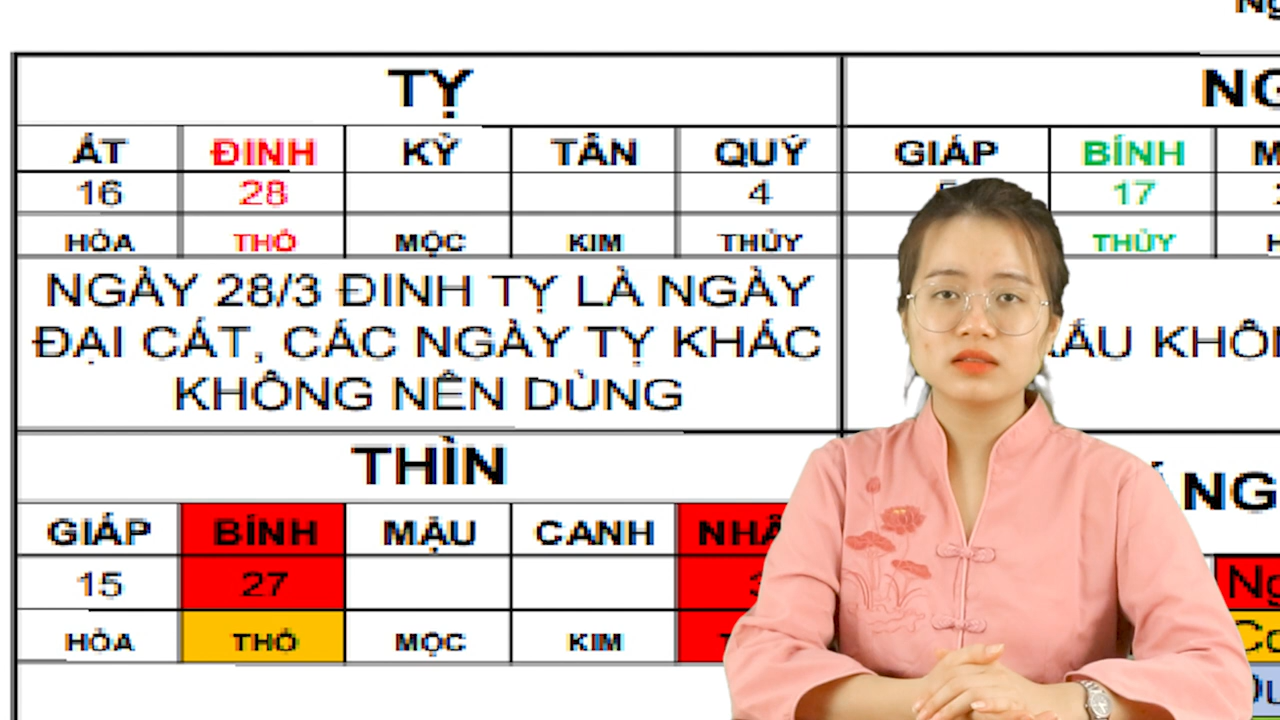 TỴ
ẤT ĐINH KỶ TÂN QUÝ
16 28 4
HỎA THỔ MỘC KIM THỦY
NGÀY 28/3 ĐINH TỴ LÀ NGÀY
ĐẠI CÁT, CÁC NGÀY TỴ KHÁC
KHÔNG NÊN DÙNG
GIÁP BÍNH
17
THỦY
THÌN
GIÁP BÍNH MẬU CANH
15 27
HỎA THỔ MỘC KIM